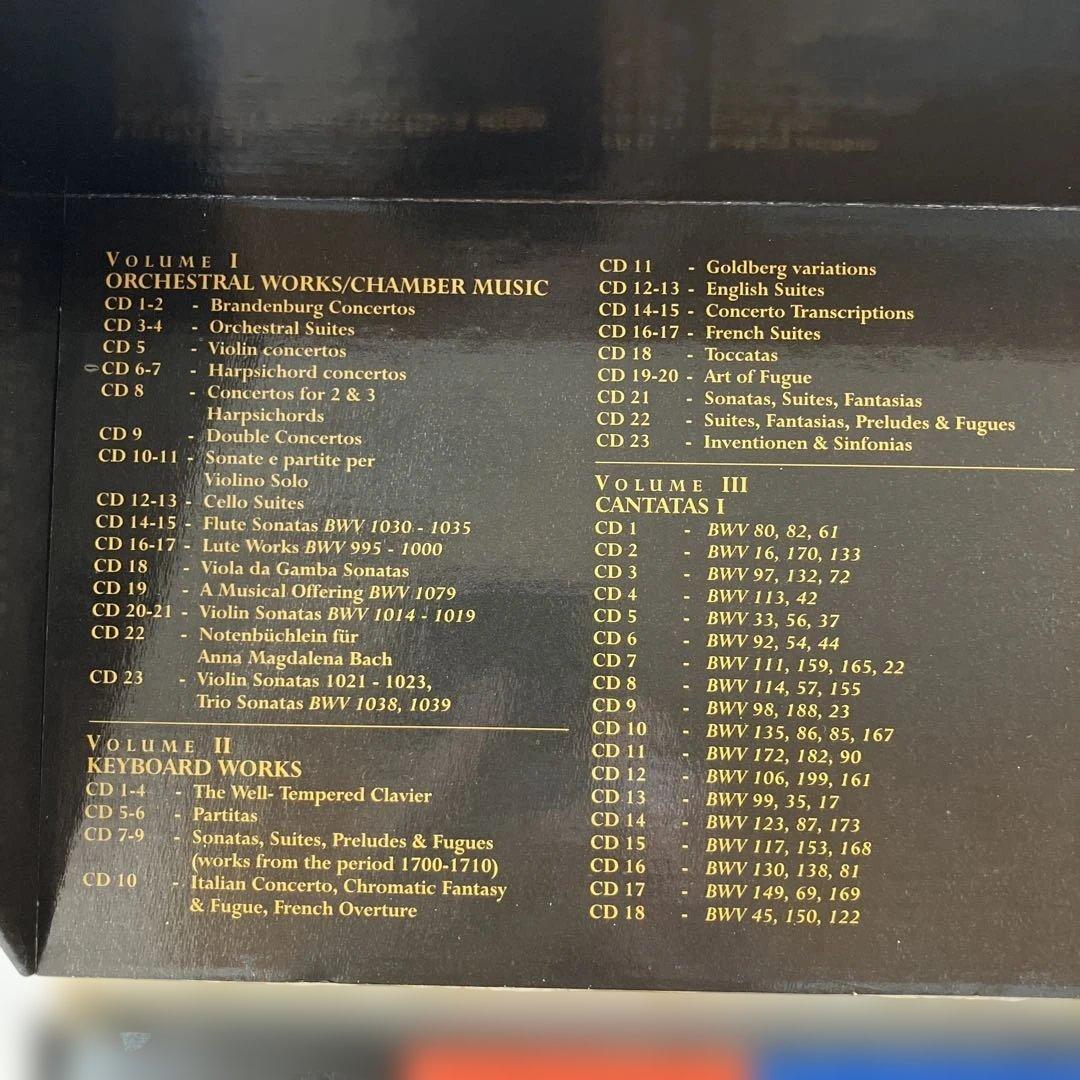 VOLUME I
ORCHESTRAL WORKS/CHAMBER MUSIC
CD 1-2 - Brandenburg Concertos
CD 3-4 - Orchestral Suites
CD 5 - Violin concertos
CD 6-7 - Harpsichord concertos
CD 8 - Concertos for 2 & 3
Harpsichords
CD 9 - Double Concertos
CD 10-11 - Sonate e partite per
Violino Solo
CD 12-13 - Cello Suites
CD 14-15 - Flute Sonatas BWV 1030 - 1035
CD 16-17 - Lute Works BWV 995 - 1000
CD 18 - Viola da Gamba Sonatas
CD 19 - A Musical Offering BWV 1079
CD 20-21 - Violin Sonatas BWV 1014 - 1019
CD 22 - Notenbüchlein für
Anna Magdalena Bach
CD 23 - Violin Sonatas 1021 - 1023,
Trio Sonatas BWV 1038, 1039
VOLUME II
KEYBOARD WORKS
CD 1-4 - The Well- Tempered Clavier
CD 5-6 - Partitas
CD 7-9 - Sonatas, Suites, Preludes & Fugues
(works from the period 1700-1710)
CD 10 - Italian Concerto, Chromatic Fantasy
& Fugue, French Overture
CD 11 - Goldberg variations
CD 12-13 - English Suites
CD 14-15 - Concerto Transcriptions
CD 16-17 - French Suites
CD 18 - Toccatas
CD 19-20 - Art of Fugue
CD 21 - Sonatas, Suites, Fantasias
CD 22 - Suites, Fantasias, Preludes & Fugues
CD 23 - Inventionen & Sinfonias
VOLUME III
CANTATAS I
CD 1 - BWV 80, 82, 61
CD 2 - BWV 16, 170, 133
CD 3 - BWV 97, 132, 72
CD 4 - BWV 113, 42
CD 5 - BWV 33, 56, 37
CD 6 - BWV 92, 54, 44
CD 7 - BWV 111, 159, 165, 22
CD 8 - BWV 114, 57, 155
CD 9 - BWV 98, 188, 23
CD 10 - BWV 135, 86, 85, 167
CD 11 - BWV 172, 182, 90
CD 12 - BWV 106, 199, 161
CD 13 - BWV 99, 35, 17
CD 14 - BWV 123, 87, 173
CD 15 - BWV 117, 153, 168
CD 16 - BWV 130, 138, 81
CD 17 - BWV 149, 69, 169
CD 18 - BWV 45, 150, 122